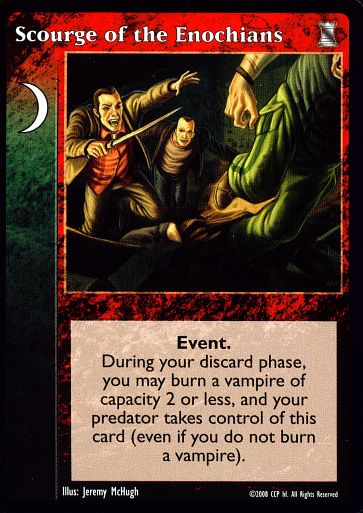 Scourge of the Enochians
Event.
During your discard phase,
you may burn a vampire of
capacity 2 or less, and your
predator takes control of this
card (even if you do not burn
a vampire).
Illus: Jeremy McHugh
©2008 CCP hf. All Rights Reserved